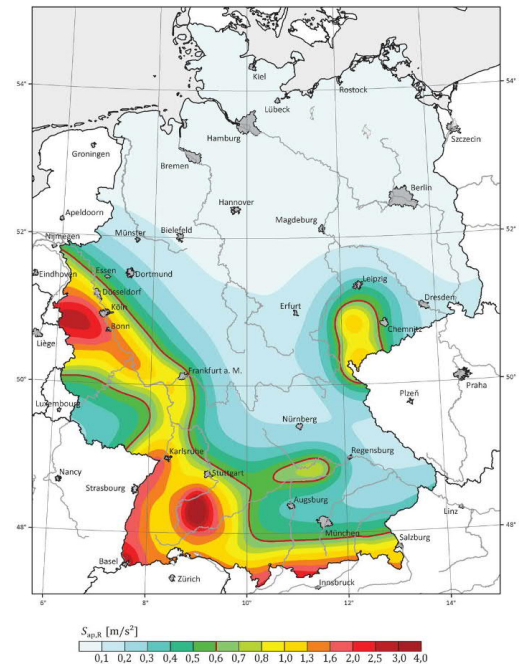 Kiel
54°
54°
Rostock
Lübeck
Hamburg
Szczecin
Groningen
Bremen
Berlin
Hannover
Apeldoorn
Magdeburg
52°
52°
Nijmegen
Münster
Bielefeld
Eindhoven
Essen
Dortmund
Leipzig
Düsseldorf
Dresden
Köln
Erfurt
Chemnitz
Bonn
Liège
Frankfurt a. M.
Praha
50°
50°
Luxembourg
Plzeň
Nürnberg
Karlsruhe
Regensburg
Nancy
Stuttgart
Strasbourg
Augsburg
Linz
48°
48°
München
Salzburg
Basel
Zürich
Innsbruck
6°
8°
10°
12°
14°
Sap,R [m/s²]
0,1 0,2 0,3 0,4 0,5 0,6 0,7 0,8 1,0 1,3 1,6 2,0 2,5 3,0 4,0